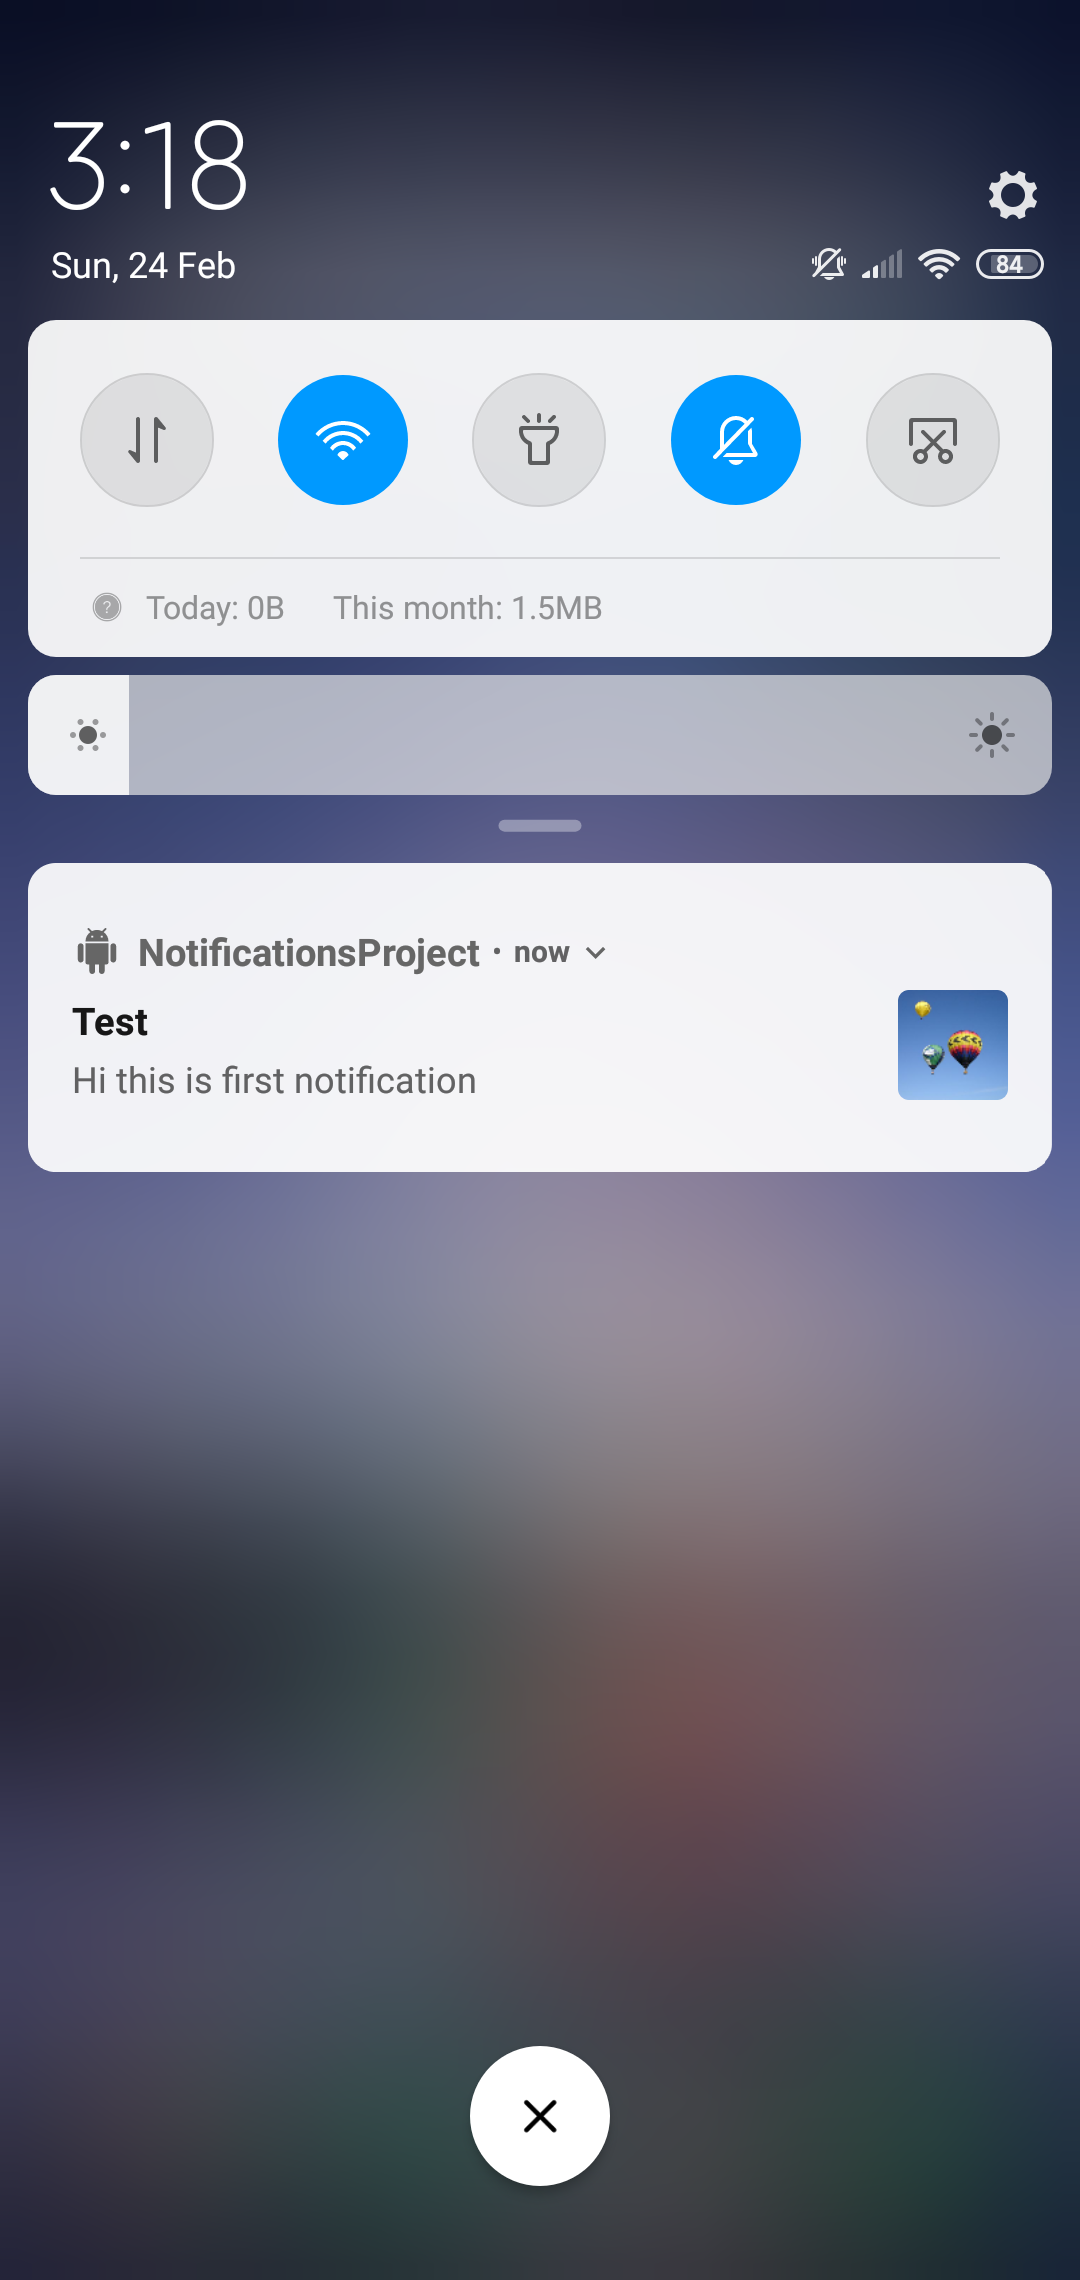 3:18
Sun, 24 Feb
84
? Today: 0B This month: 1.5MB
NotificationsProject · now
Test
Hi this is first notification